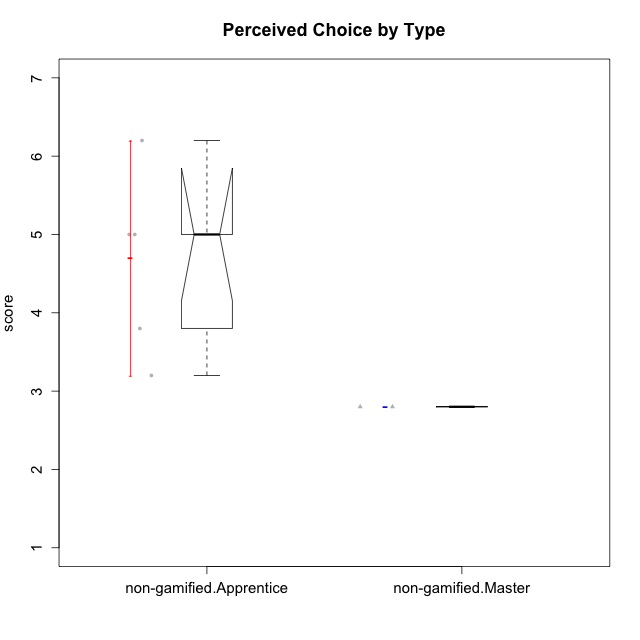 Perceived Choice by Type
score
7
6
5
4
3
2
1
non-gamified.Apprentice
non-gamified.Master